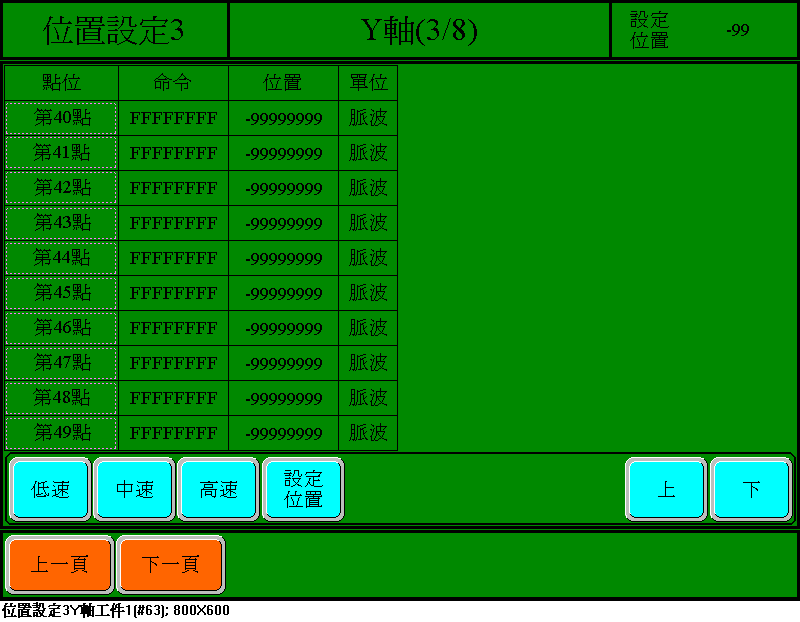 位置設定3 Y軸(3/8) 設定 -99
位置
點位 命令 位置 單位
第40點 FFFFFFFF -99999999 脈波
第41點 FFFFFFFF -99999999 脈波
第42點 FFFFFFFF -99999999 脈波
第43點 FFFFFFFF -99999999 脈波
第44點 FFFFFFFF -99999999 脈波
第45點 FFFFFFFF -99999999 脈波
第46點 FFFFFFFF -99999999 脈波
第47點 FFFFFFFF -99999999 脈波
第48點 FFFFFFFF -99999999 脈波
第49點 FFFFFFFF -99999999 脈波
低速 中速 高速 設定 上 下
位置
上一頁 下一頁
位置設定3Y軸工件1(#63); 800X600